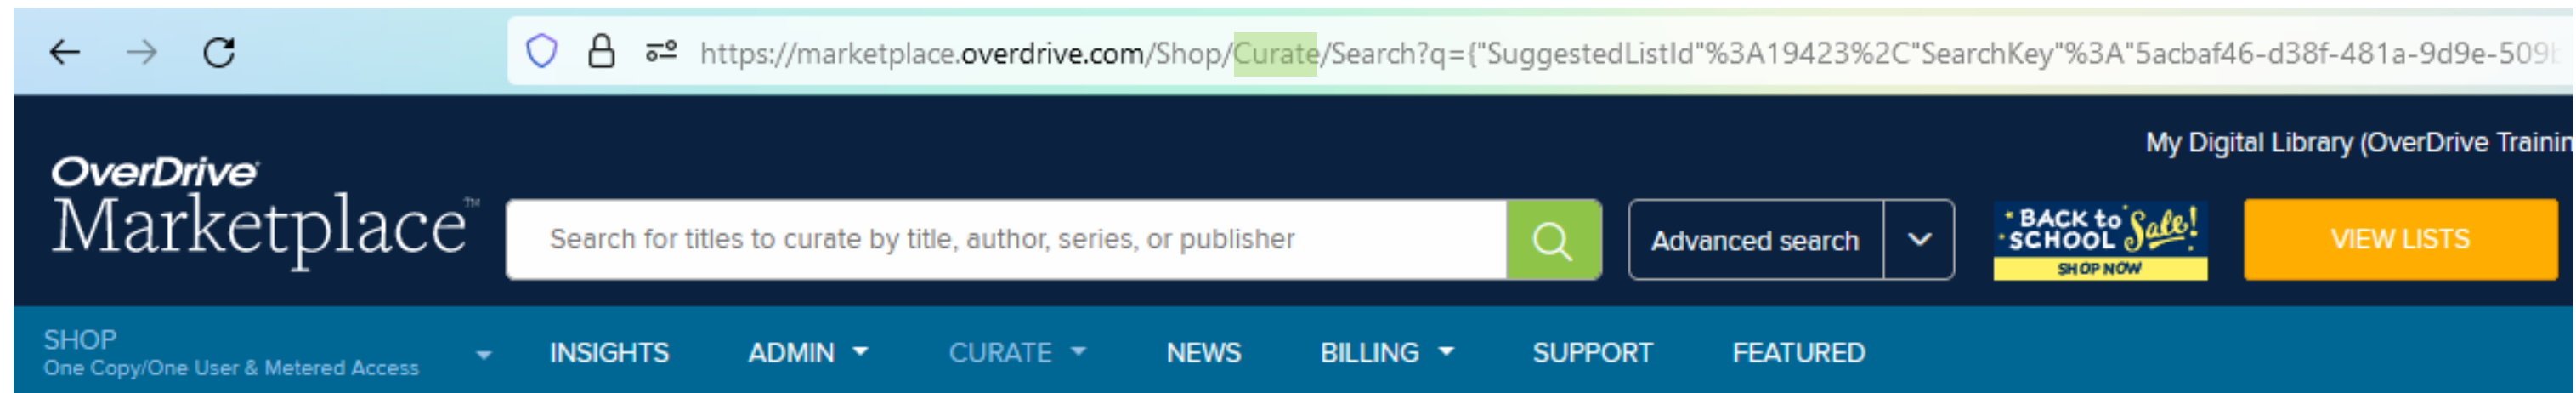 https://marketplace.overdrive.com/Shop/Curate/Search?q={"SuggestedListId"%3A19423%2C"SearchKey"%3A"5acbaf46-d38f-481a-9d9e-509
My Digital Library (OverDrive Trainin
OverDrive
Marketplace™
Search for titles to curate by title, author, series, or publisher
Advanced search
BACK to SCHOOL Sale!
SHOP NOW
VIEW LISTS
SHOP
One Copy/One User & Metered Access
INSIGHTS
ADMIN
CURATE
NEWS
BILLING
SUPPORT
FEATURED